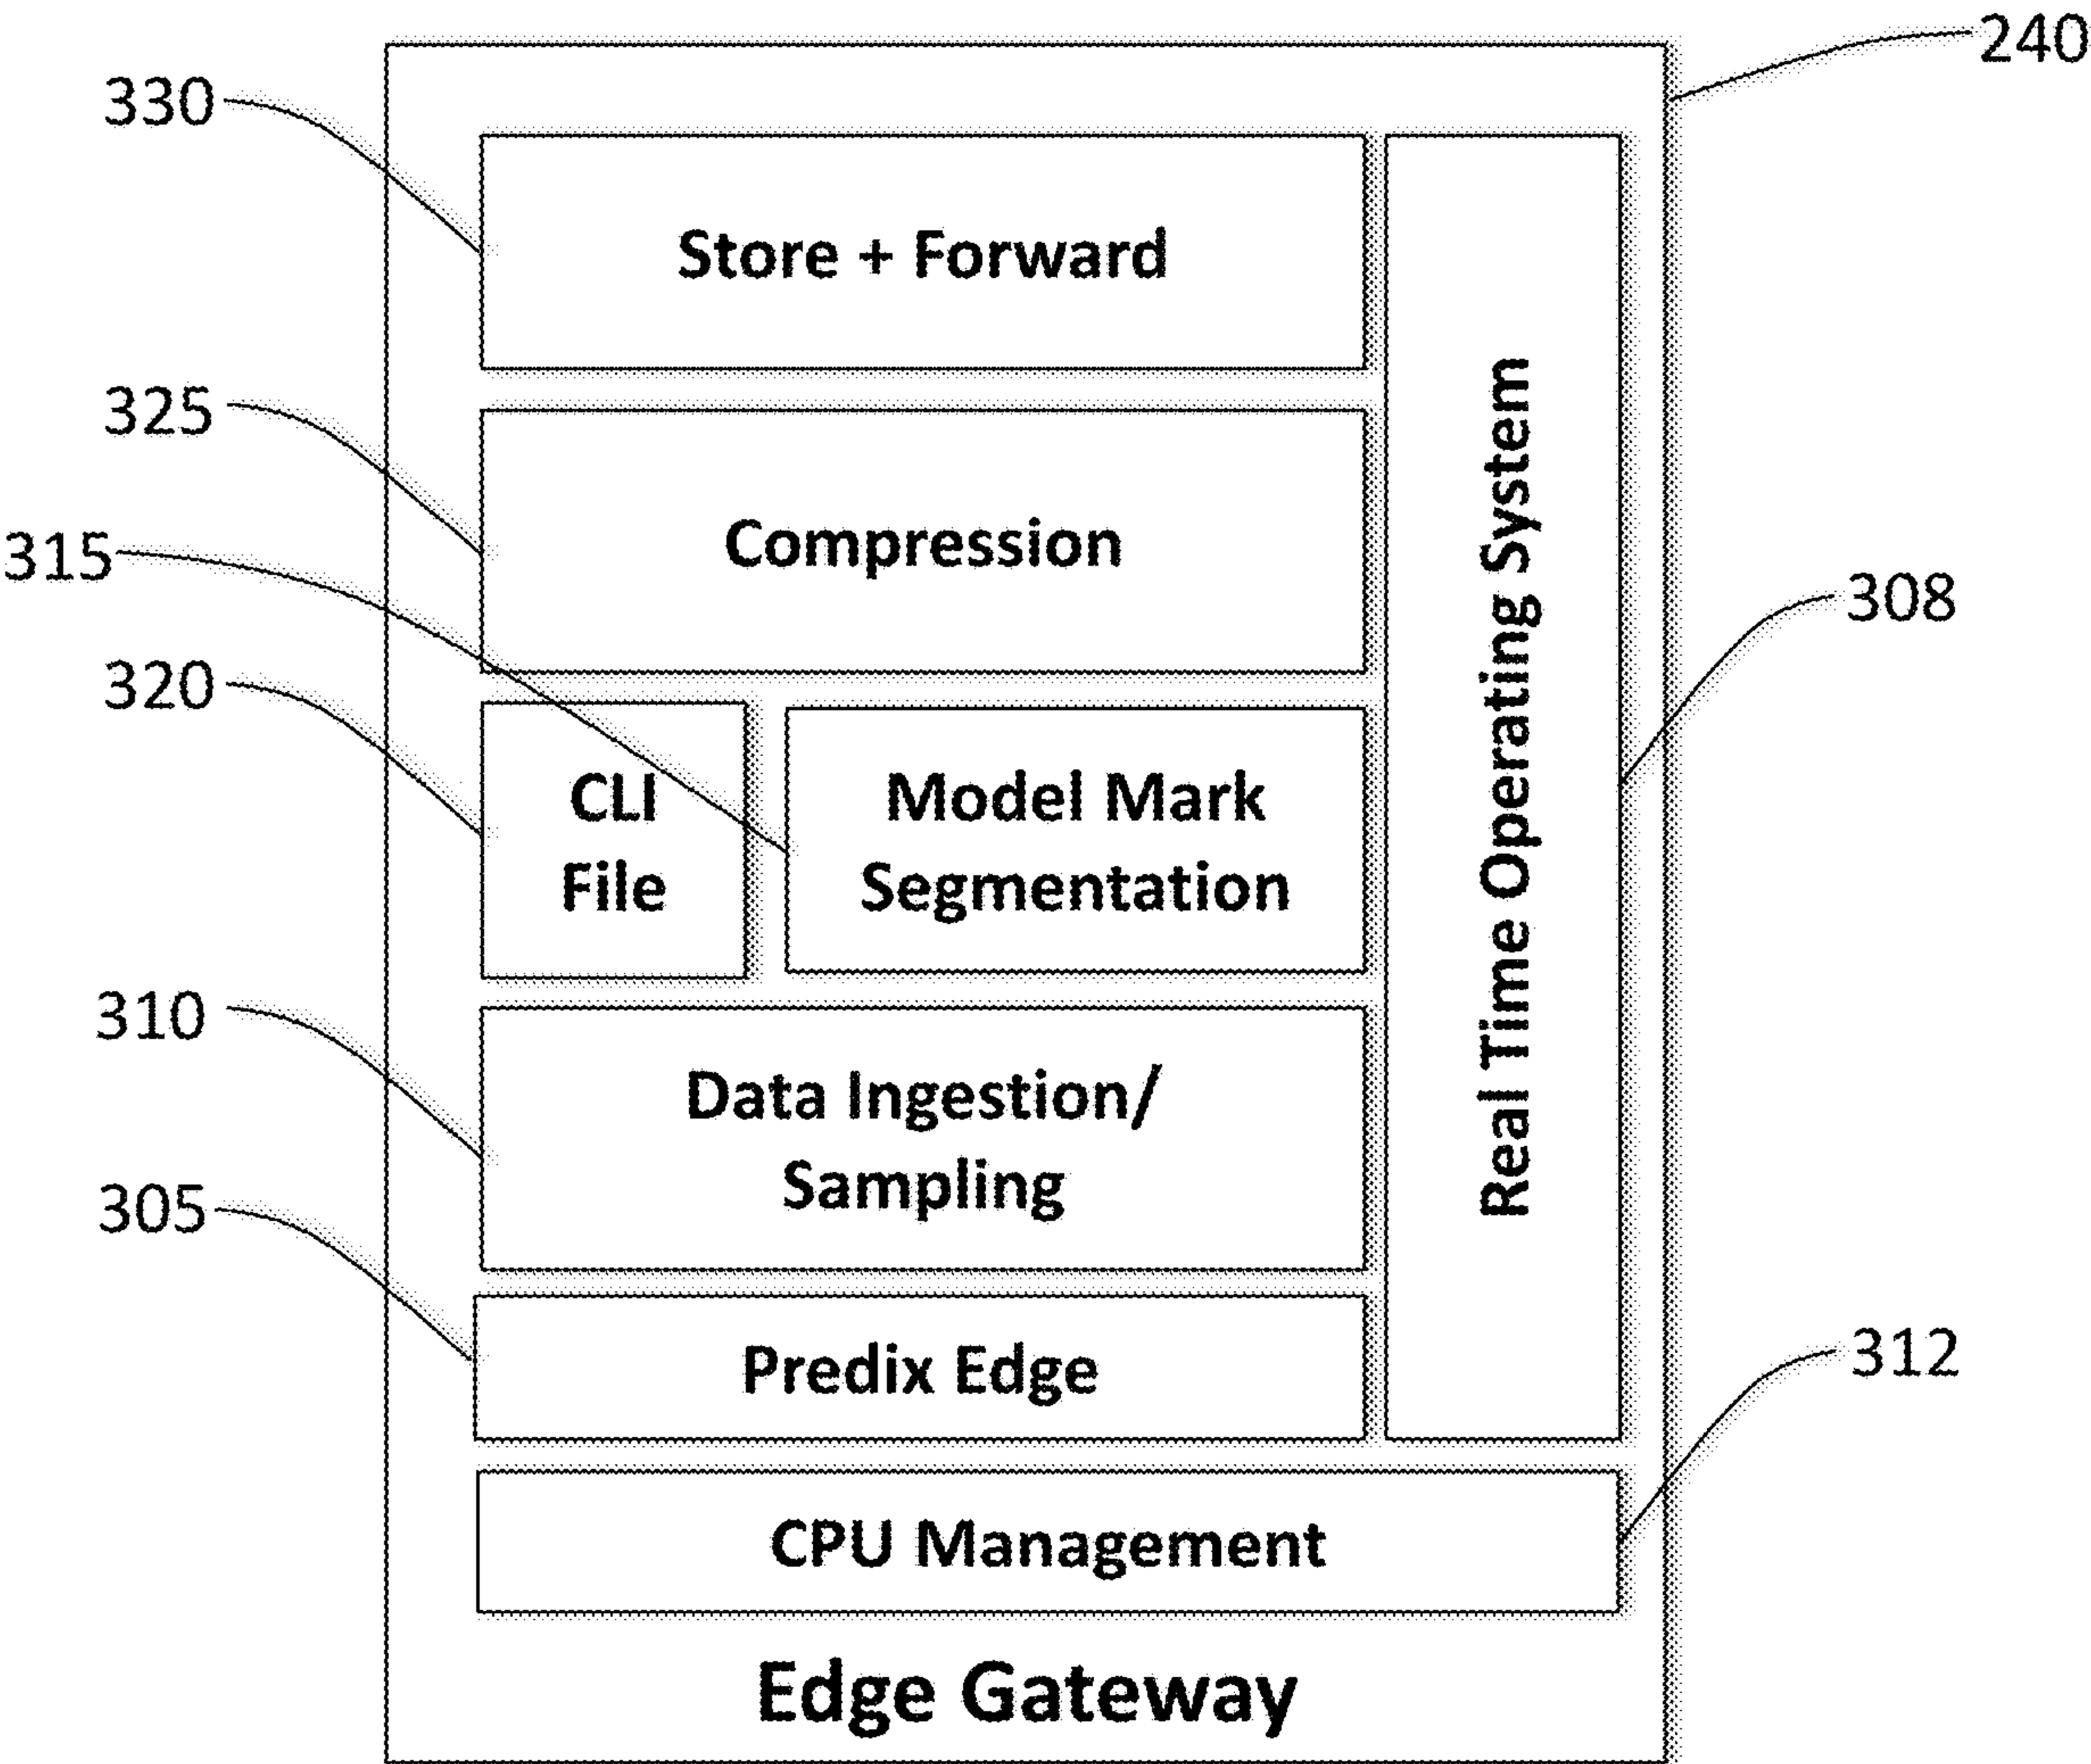 240
330
Store + Forward
325
Compression
315
308
320
CLI
File
Model Mark
Segmentation
Real Time Operating System
310
Data Ingestion/
Sampling
305
Predix Edge
312
CPU Management
Edge Gateway